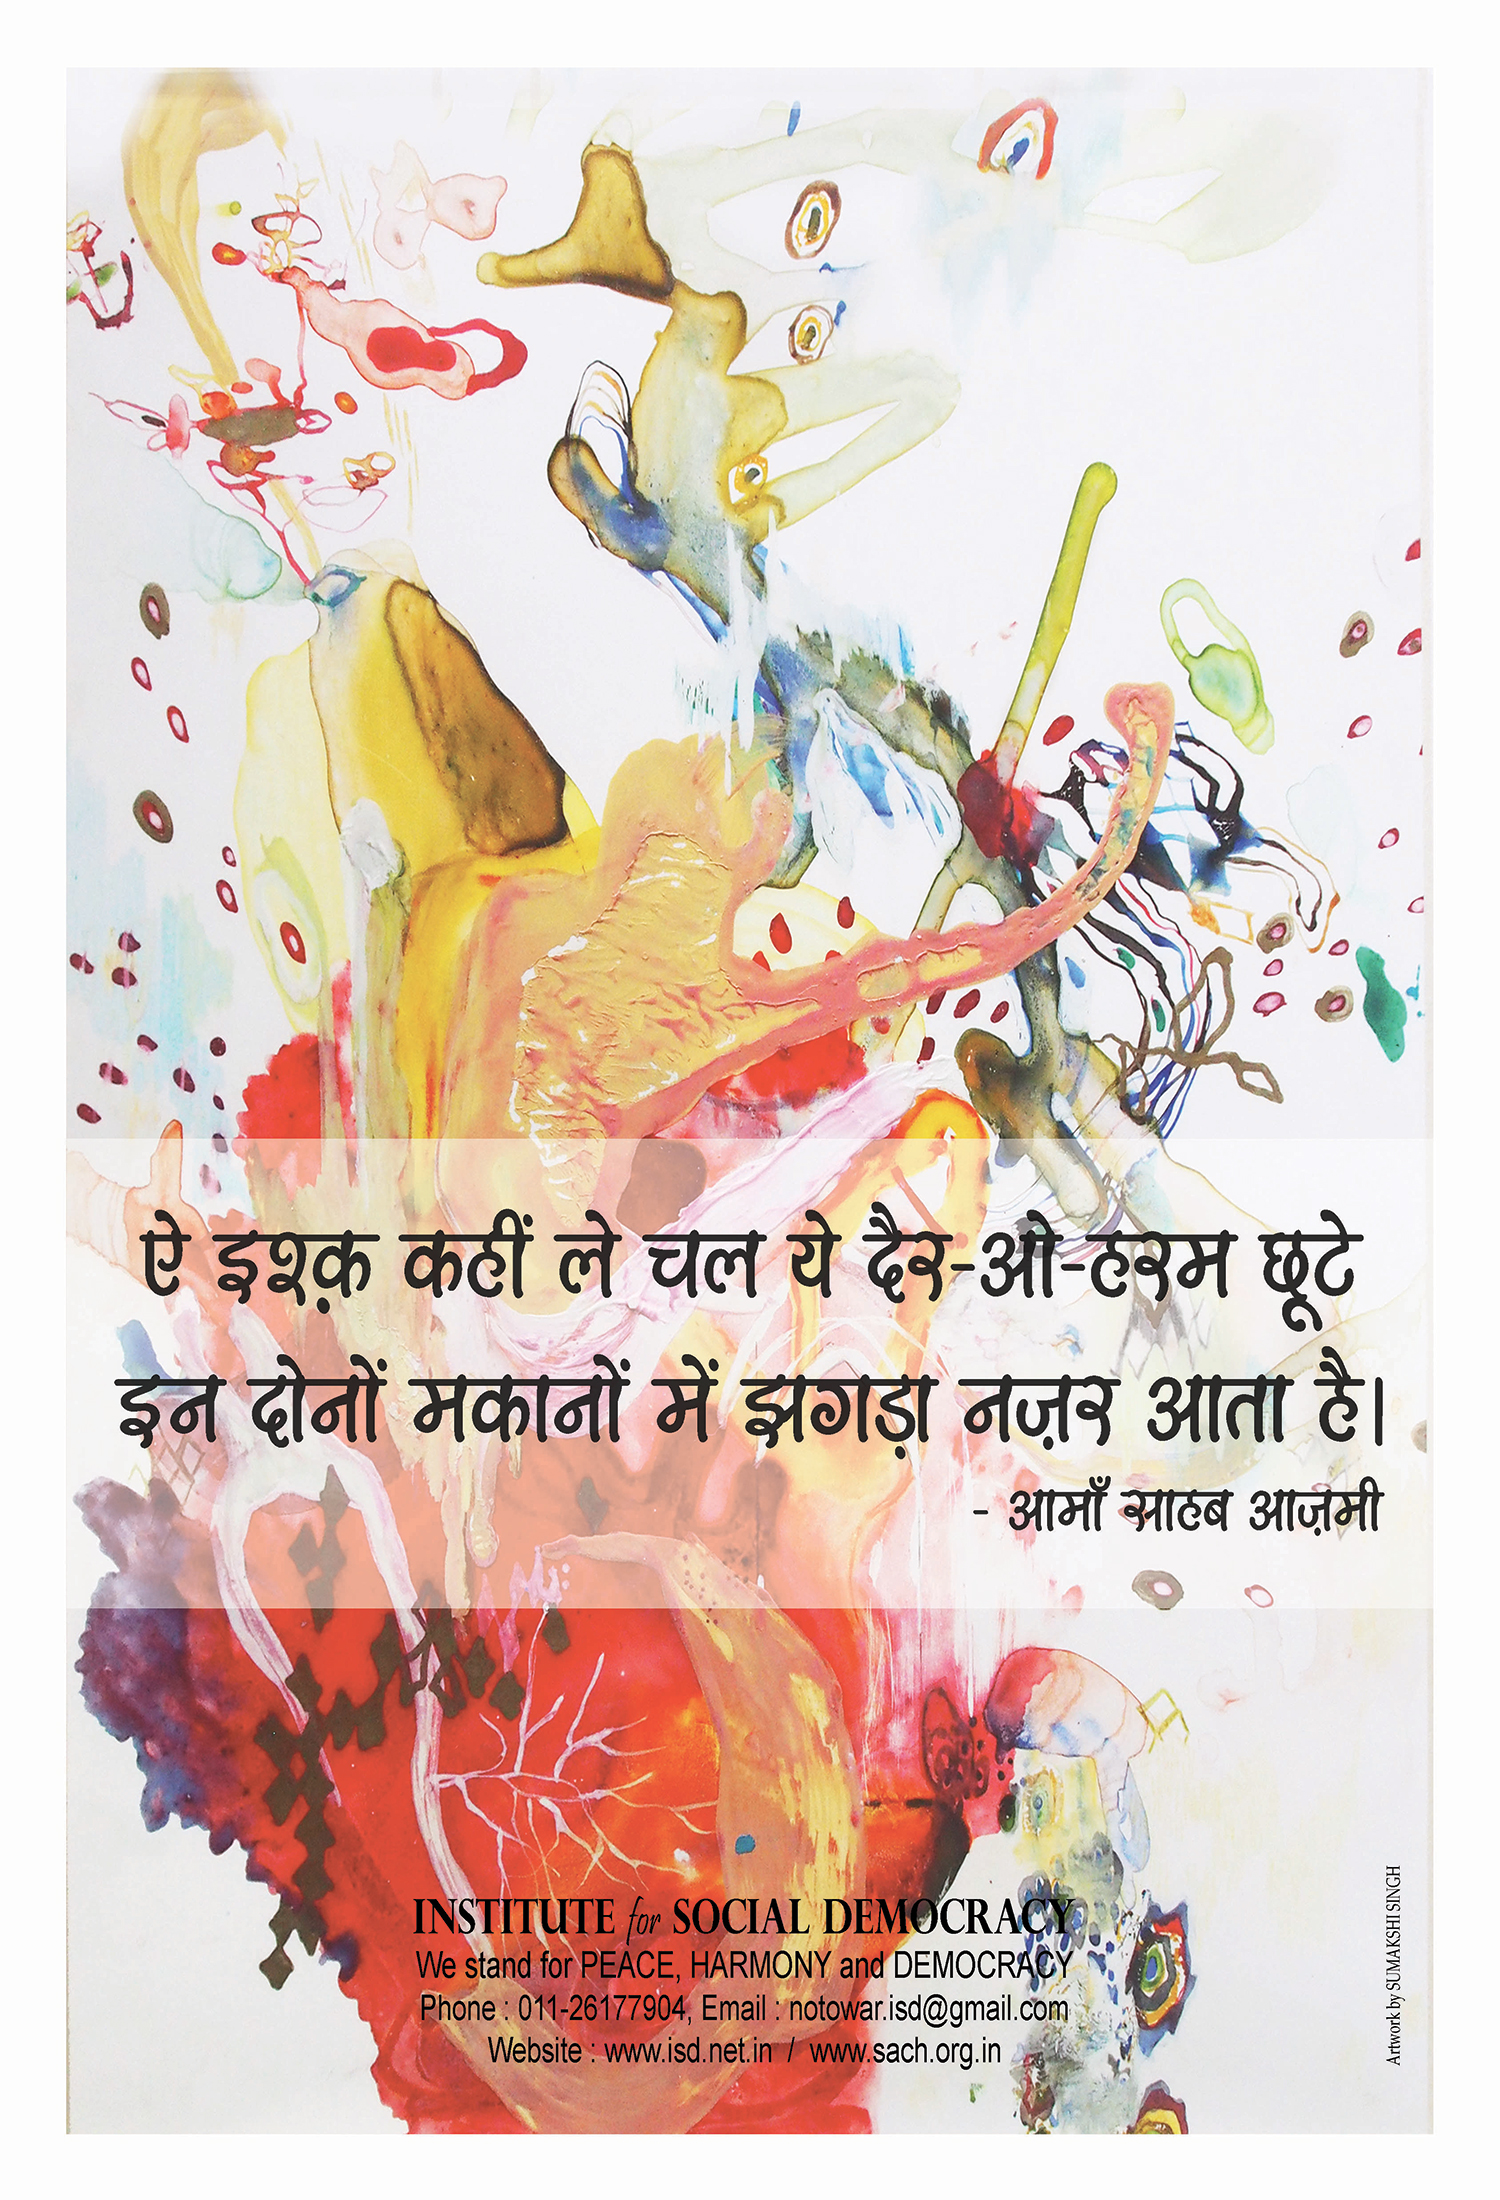 ऐ इश्क़ कहीं ले चल ये दैर-ओ-हरम छूटे
इन दोनों मकानों में झगड़ा नज़र आता है।
- आमाँ साहब आज़मी
INSTITUTE for SOCIAL DEMOCRACY
We stand for PEACE, HARMONY and DEMOCRACY
Phone : 011-26177904, Email : notowar.isd@gmail.com
Website : www.isd.net.in / www.sach.org.in
Artwork by SUMAKSHI SINGH